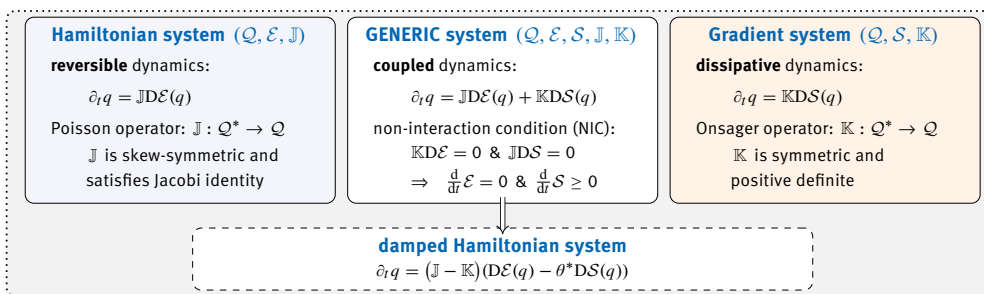 Hamiltonian system (𝒬, ℰ, 𝕁)
reversible dynamics:
∂ₜq = 𝕁Dℰ(q)
Poisson operator: 𝕁 : 𝒬* → 𝒬
𝕁 is skew-symmetric and
satisfies Jacobi identity
GENERIC system (𝒬, ℰ, 𝒮, 𝕁, 𝕂)
coupled dynamics:
∂ₜq = 𝕁Dℰ(q) + 𝕂D𝒮(q)
non-interaction condition (NIC):
𝕂Dℰ = 0 & 𝕁D𝒮 = 0
⇒ d/dt ℰ = 0 & d/dt 𝒮 ≥ 0
Gradient system (𝒬, 𝒮, 𝕂)
dissipative dynamics:
∂ₜq = 𝕂D𝒮(q)
Onsager operator: 𝕂 : 𝒬* → 𝒬
𝕂 is symmetric and
positive definite
damped Hamiltonian system
∂ₜq = (𝕁 − 𝕂)(Dℰ(q) − θ*D𝒮(q))